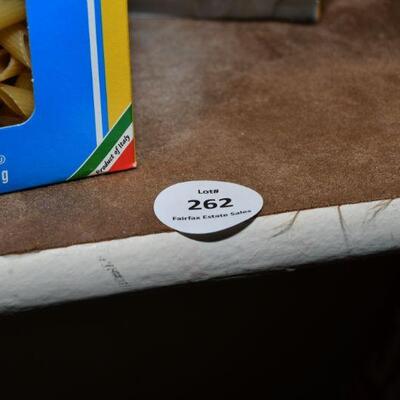 ®
g
Product of Italy
Lot#
262
Fairfax Estate Sales